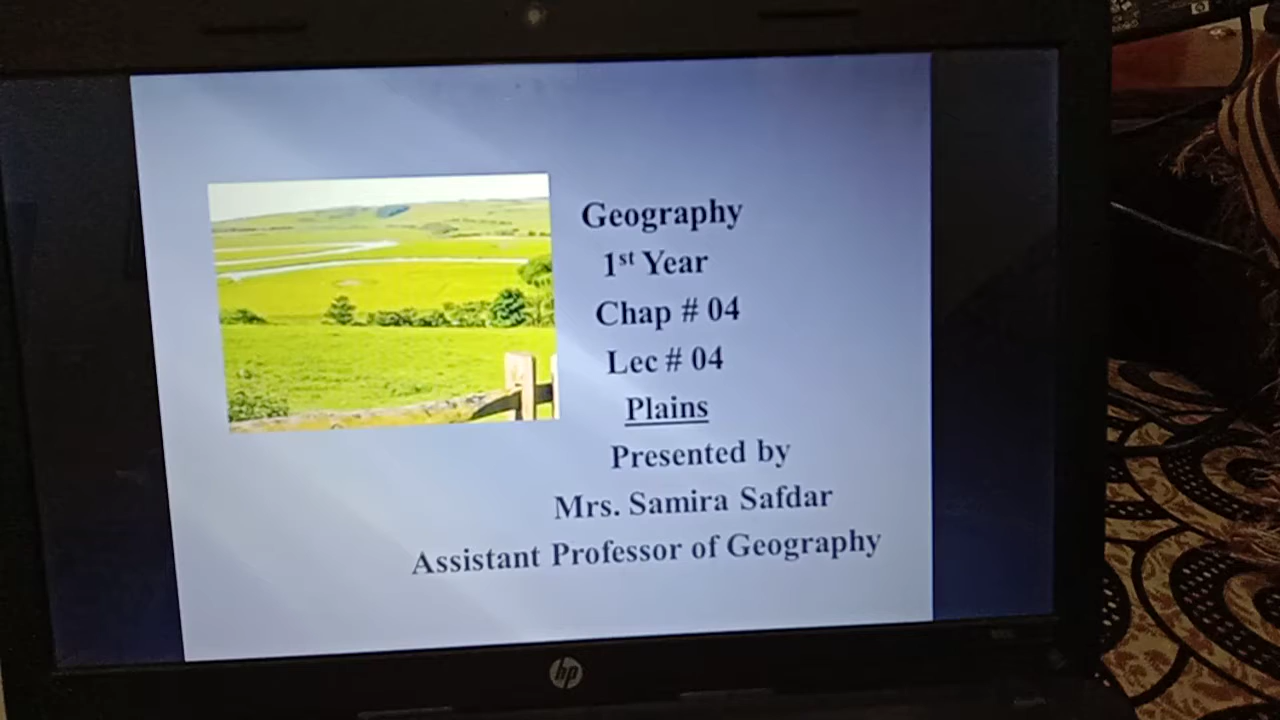 Geography
1st Year
Chap # 04
Lec # 04
Plains
Presented by
Mrs. Samira Safdar
Assistant Professor of Geography
hp